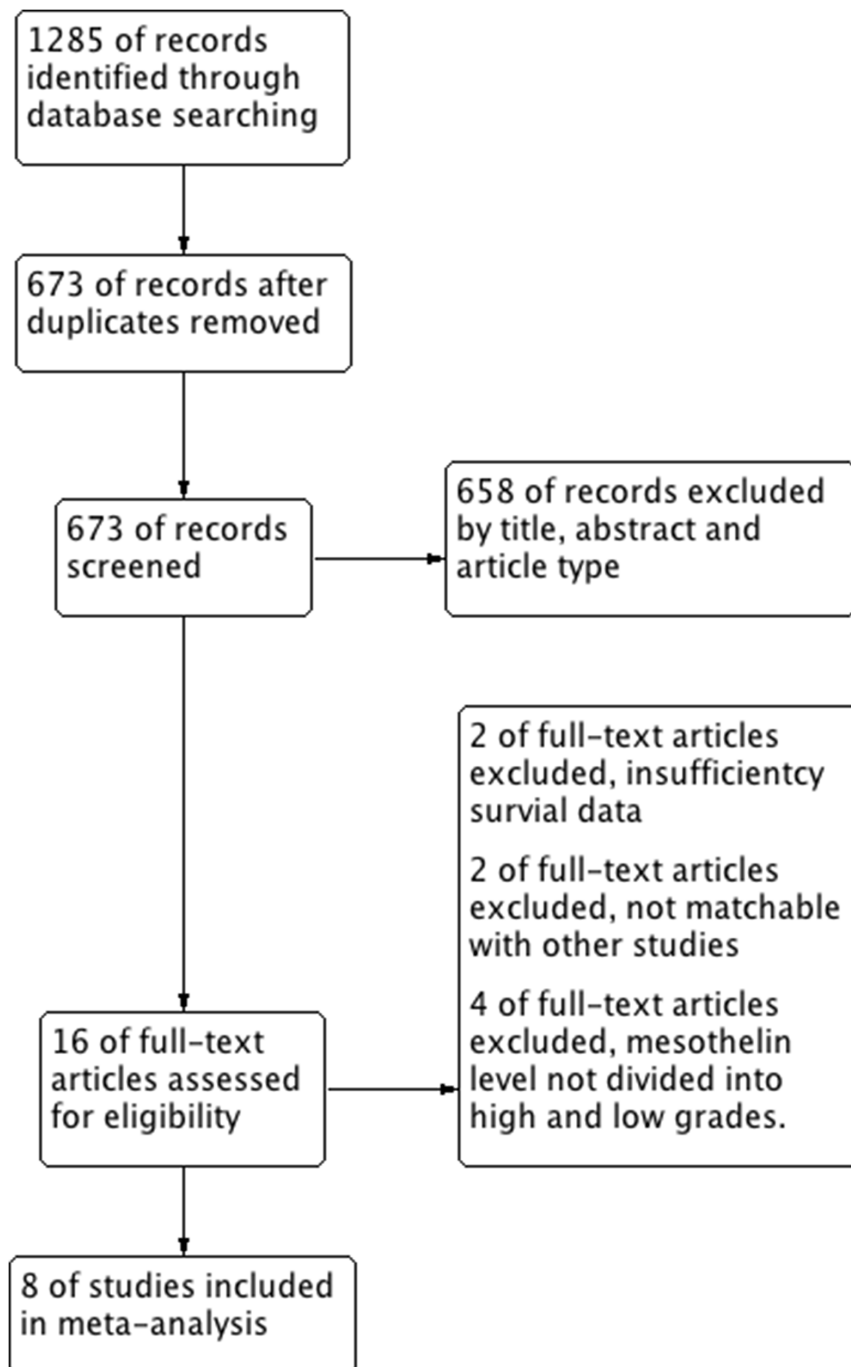 1285 of records
identified through
database searching
673 of records after
duplicates removed
673 of records
screened
658 of records excluded
by title, abstract and
article type
2 of full-text articles
excluded, insufficientcy
survial data
2 of full-text articles
excluded, not matchable
with other studies
4 of full-text articles
excluded, mesothelin
level not divided into
high and low grades.
16 of full-text
articles assessed
for eligibility
8 of studies included
in meta-analysis